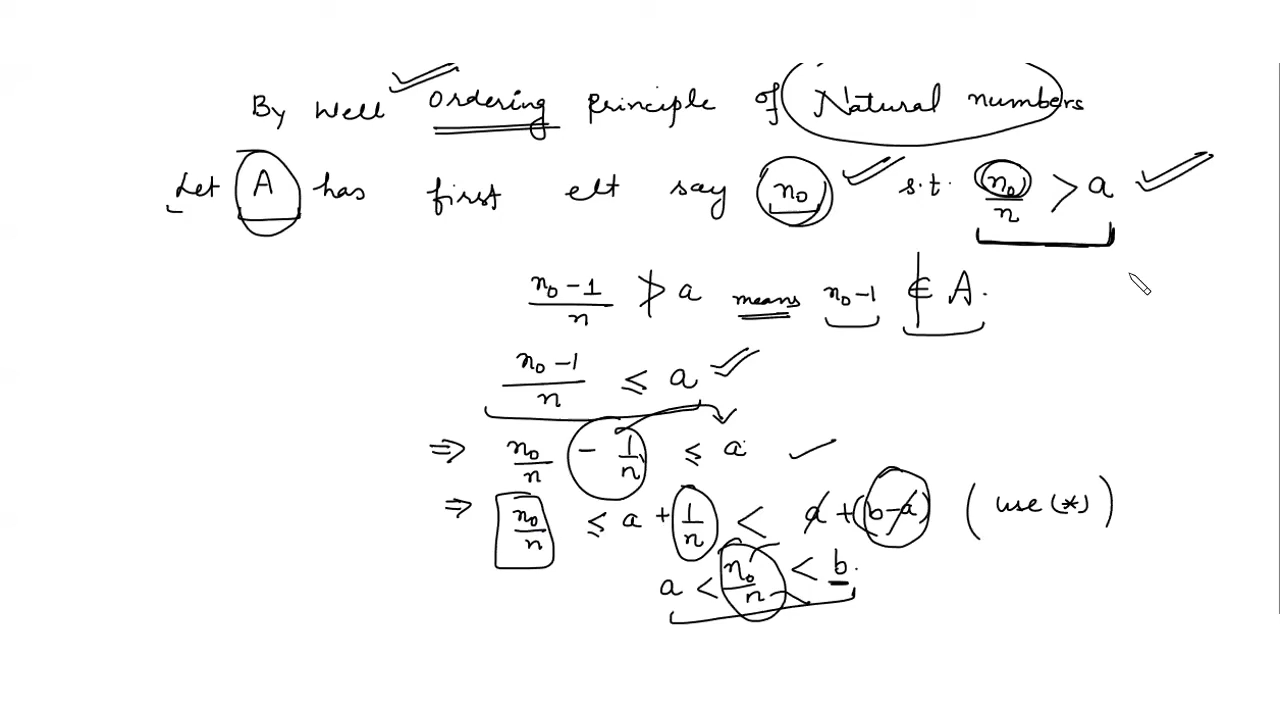 By well ordering principle of Natural numbers
Let A has first elt say n₀ s.t. n₀/n > a
(n₀-1)/n ≯ a means n₀-1 ∉ A.
(n₀-1)/n ≤ a
⇒ n₀/n - 1/n ≤ a
⇒ n₀/n ≤ a + 1/n < a + (b-a) (use (*))
a < n₀/n < b.